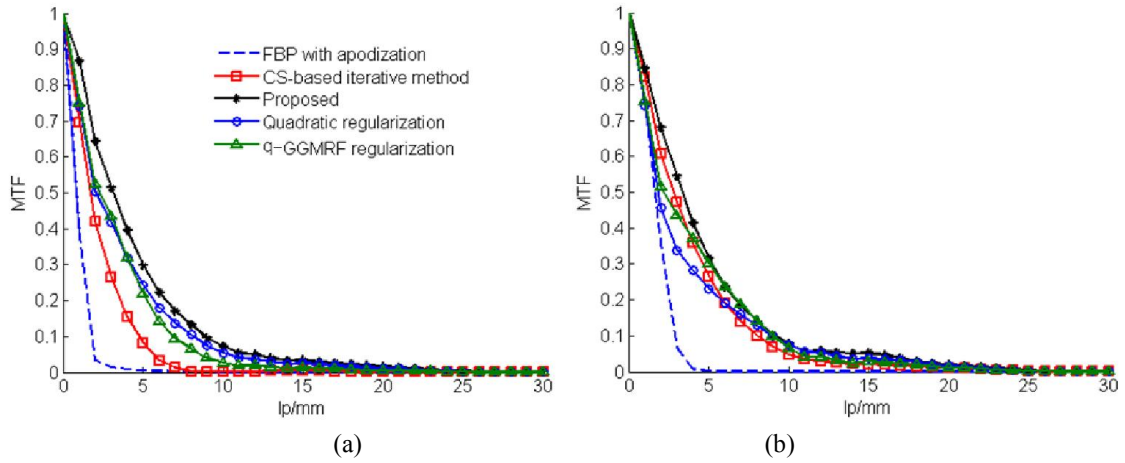 1
0.9
0.8
0.7
0.6
0.5
0.4
0.3
0.2
0.1
0
MTF
0 5 10 15 20 25 30
lp/mm
FBP with apodization
CS-based iterative method
Proposed
Quadratic regularization
q-GGMRF regularization
(a)
1
0.9
0.8
0.7
0.6
0.5
0.4
0.3
0.2
0.1
0
MTF
0 5 10 15 20 25 30
lp/mm
(b)